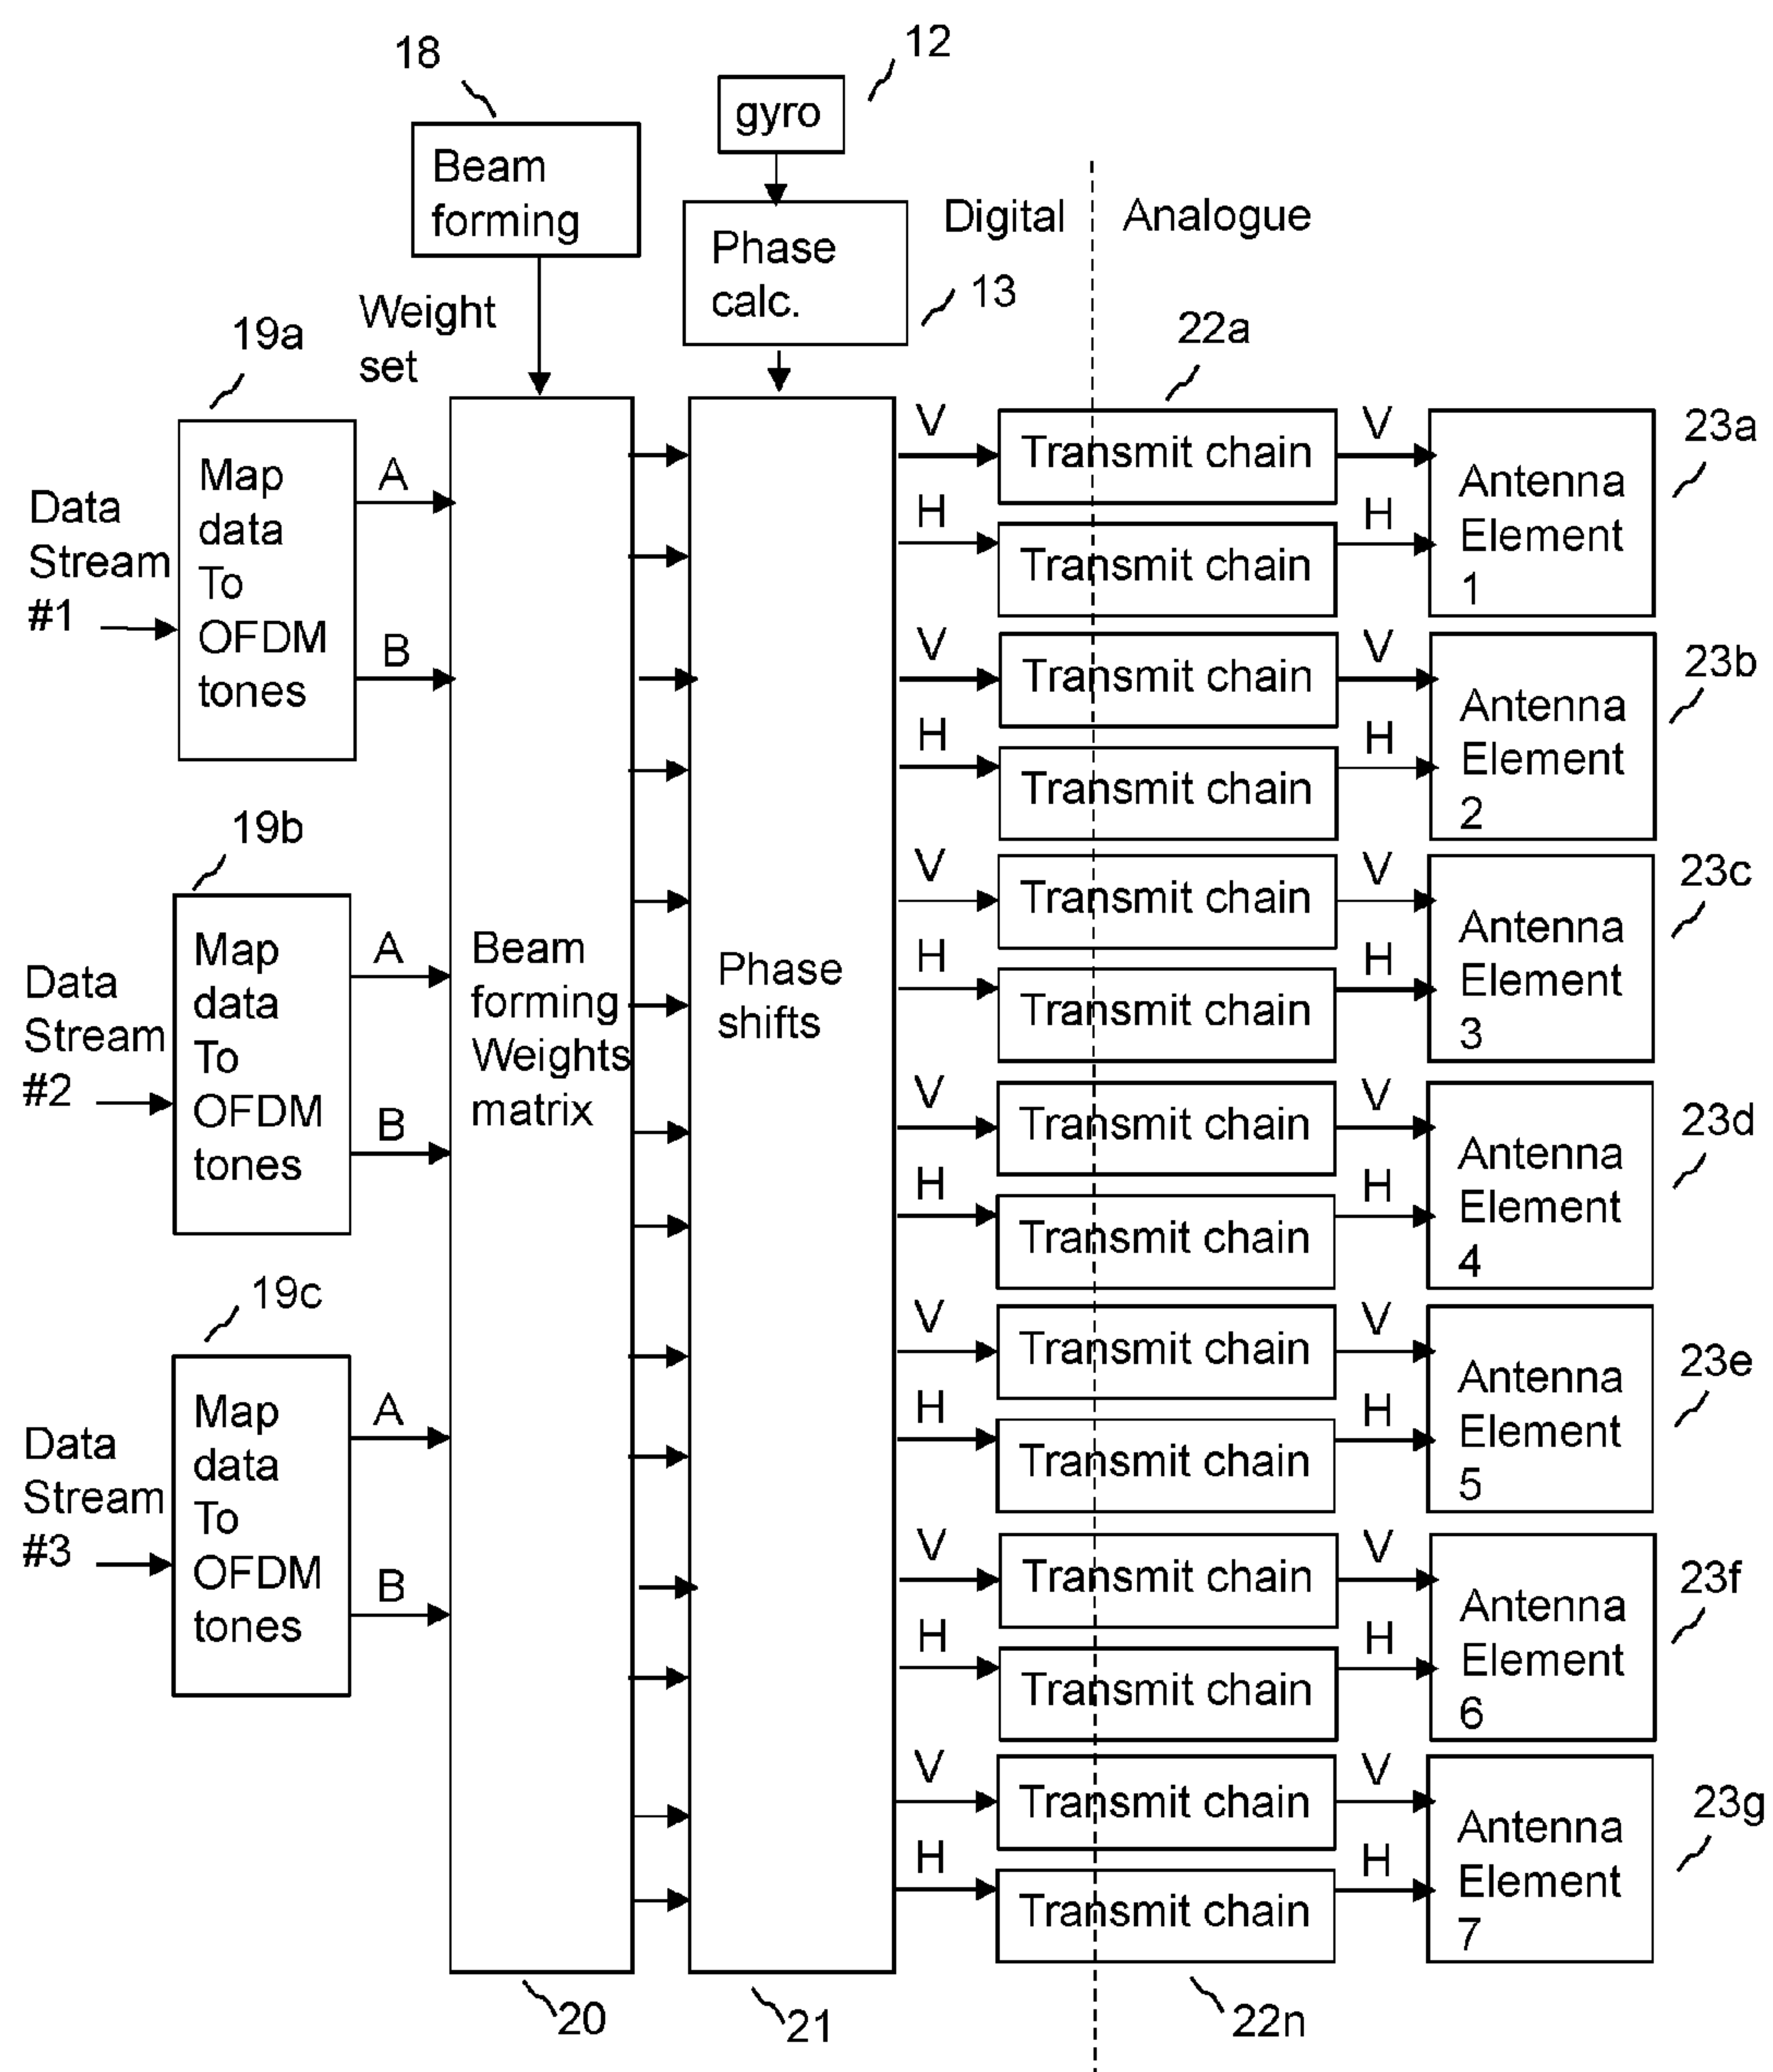 18
12
gyro
Beam
forming
Digital
Analogue
Phase
calc.
13
Weight
set
19a
22a
Data
Stream
#1
Map
data
To
OFDM
tones
A
B
V
H
Transmit chain
Transmit chain
V
H
Antenna
Element
1
23a
V
H
Transmit chain
Transmit chain
V
H
Antenna
Element
2
23b
19b
Data
Stream
#2
Map
data
To
OFDM
tones
A
B
Beam
forming
Weights
matrix
Phase
shifts
V
H
Transmit chain
Transmit chain
V
H
Antenna
Element
3
23c
V
H
Transmit chain
Transmit chain
V
H
Antenna
Element
4
23d
19c
Data
Stream
#3
Map
data
To
OFDM
tones
A
B
V
H
Transmit chain
Transmit chain
V
H
Antenna
Element
5
23e
V
H
Transmit chain
Transmit chain
V
H
Antenna
Element
6
23f
V
H
Transmit chain
Transmit chain
V
H
Antenna
Element
7
23g
20
21
22n